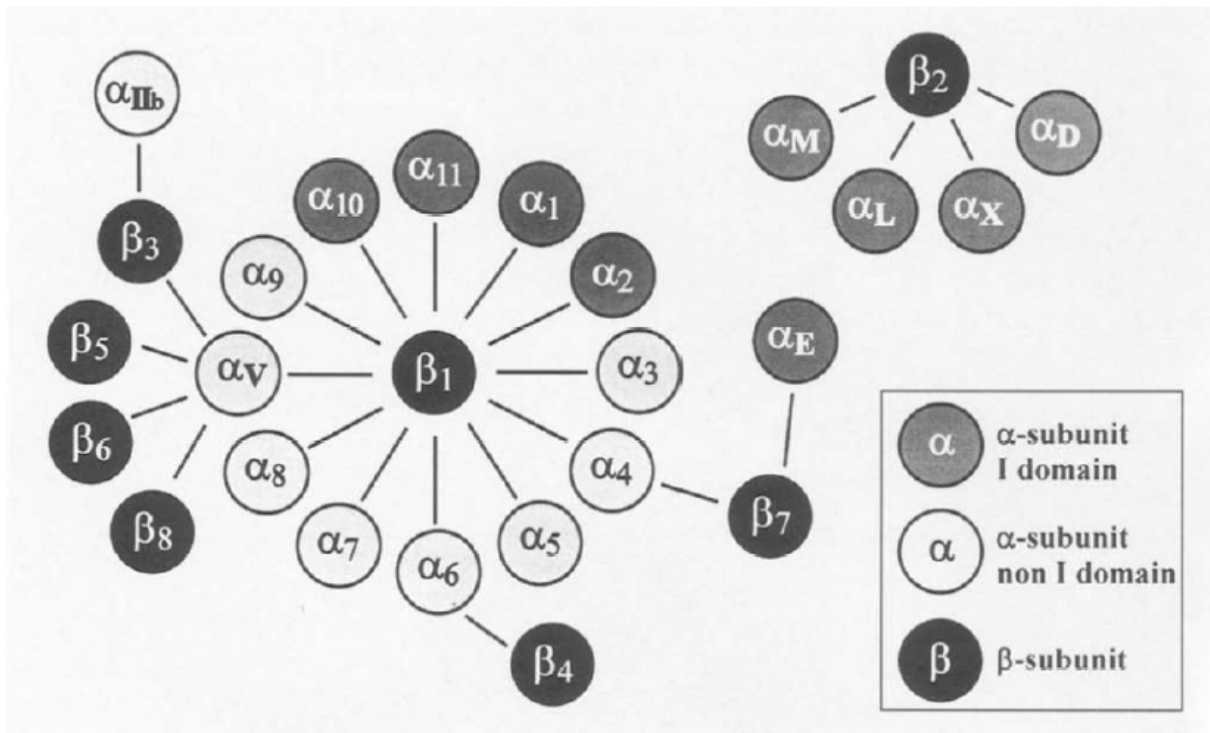 αIIb
β2
αM
αD
αL
αX
α11
α10
α1
β3
α9
α2
β5
αV
β1
α3
αE
β6
α8
α4
β8
α7
α6
α5
β7
β4
α
α-subunit
I domain
α
α-subunit
non I domain
β
β-subunit